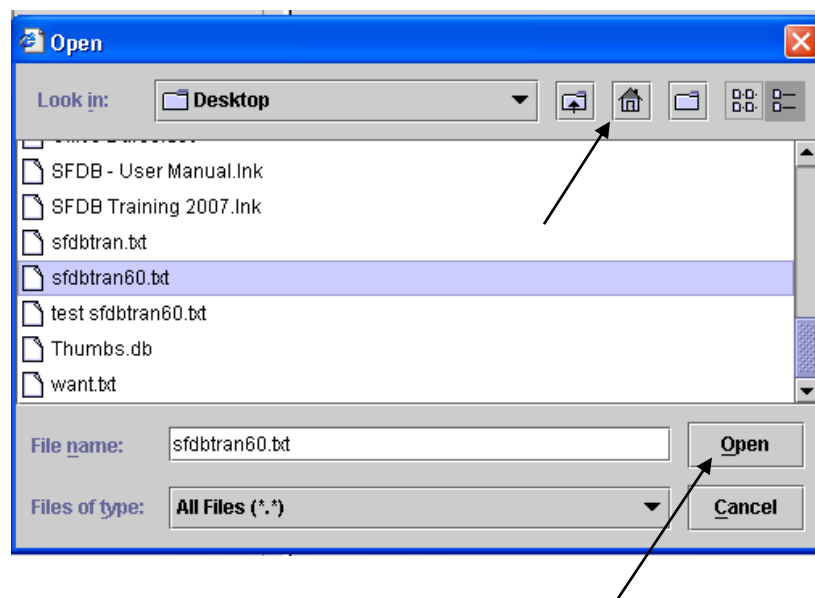 Open
Look in: Desktop
SFDB - User Manual.lnk
SFDB Training 2007.lnk
sfdbtran.txt
sfdbtran60.txt
test sfdbtran60.txt
Thumbs.db
want.txt
File name: sfdbtran60.txt Open
Files of type: All Files (*.*) Cancel